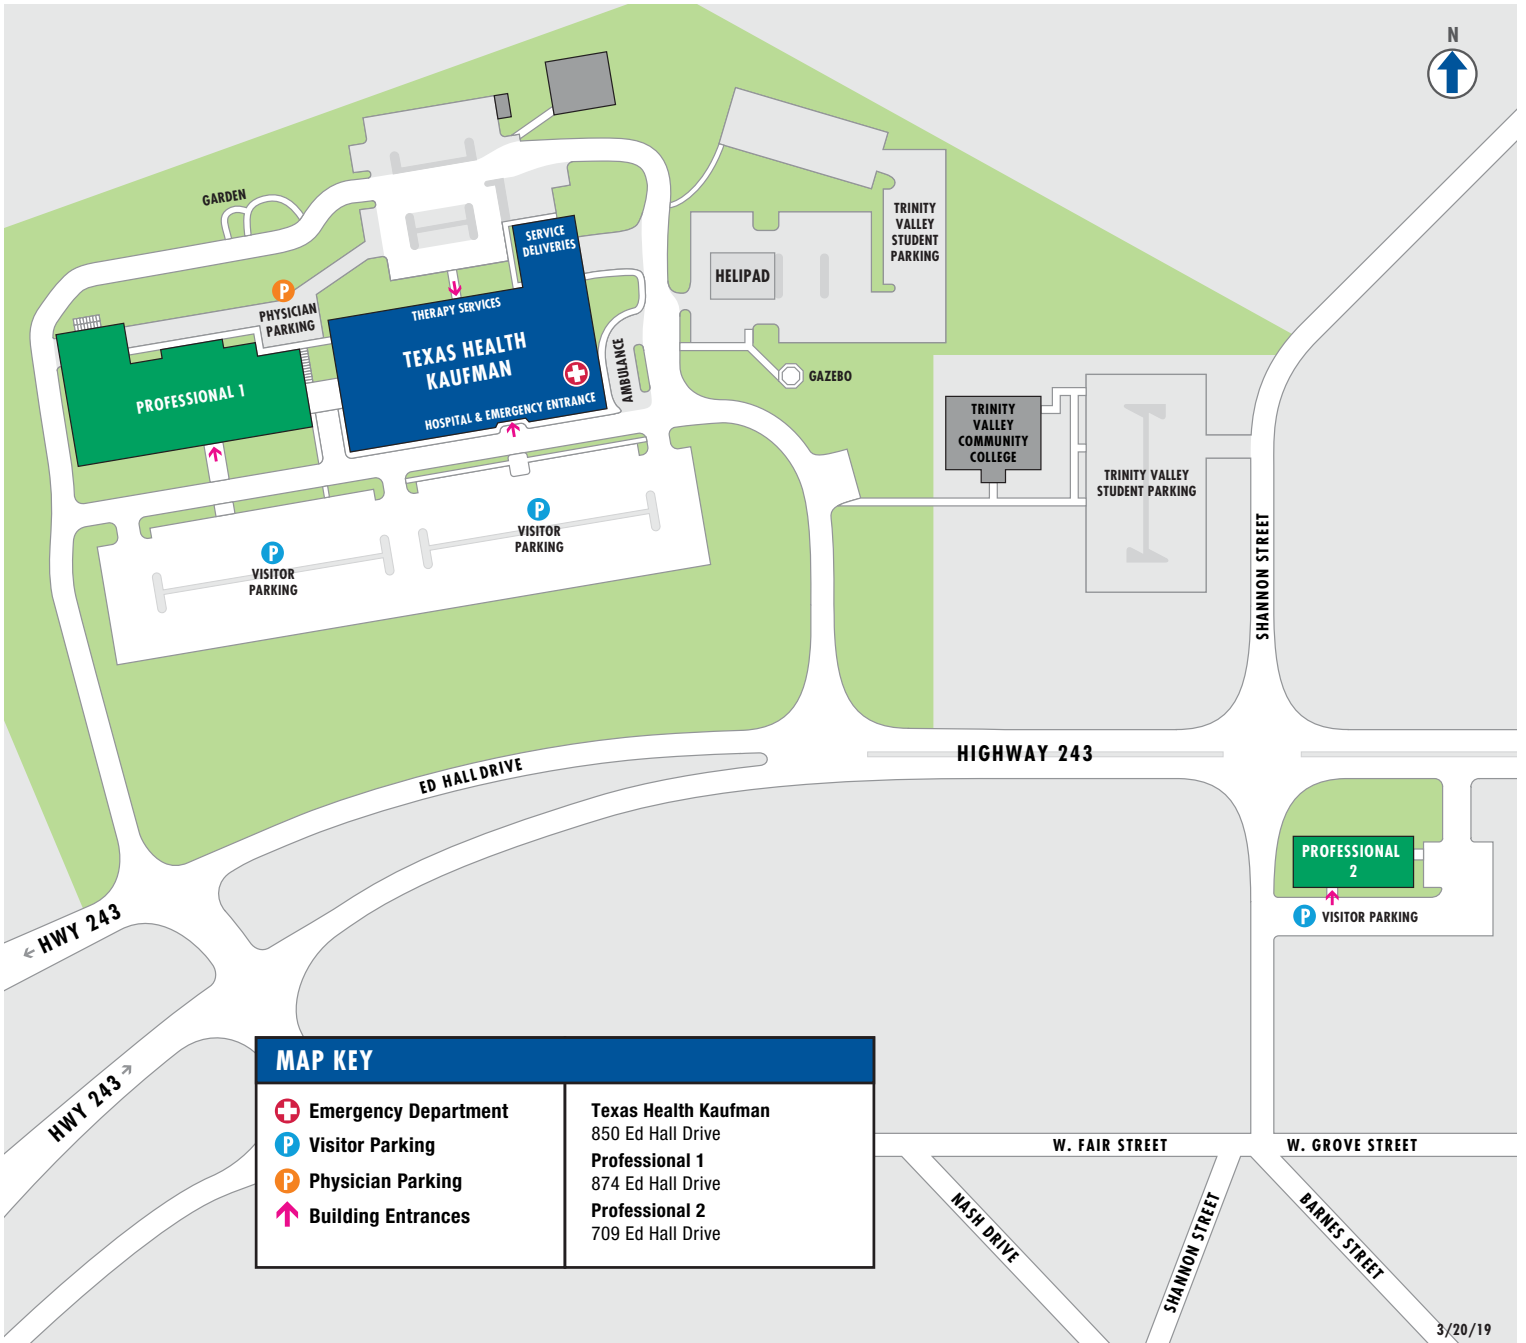 N
GARDEN
SERVICE
DELIVERIES
TRINITY
VALLEY
STUDENT
PARKING
HELIPAD
P
PHYSICIAN
PARKING
THERAPY SERVICES
TEXAS HEALTH
KAUFMAN
AMBULANCE
GAZEBO
PROFESSIONAL 1
HOSPITAL & EMERGENCY ENTRANCE
TRINITY
VALLEY
COMMUNITY
COLLEGE
TRINITY VALLEY
STUDENT PARKING
P
VISITOR
PARKING
P
VISITOR
PARKING
SHANNON STREET
HIGHWAY 243
ED HALL DRIVE
PROFESSIONAL
2
P VISITOR PARKING
← HWY 243
HWY 243 →
MAP KEY
Emergency Department
P Visitor Parking
P Physician Parking
Building Entrances
Texas Health Kaufman
850 Ed Hall Drive
Professional 1
874 Ed Hall Drive
Professional 2
709 Ed Hall Drive
W. FAIR STREET
W. GROVE STREET
NASH DRIVE
SHANNON STREET
BARNES STREET
3/20/19